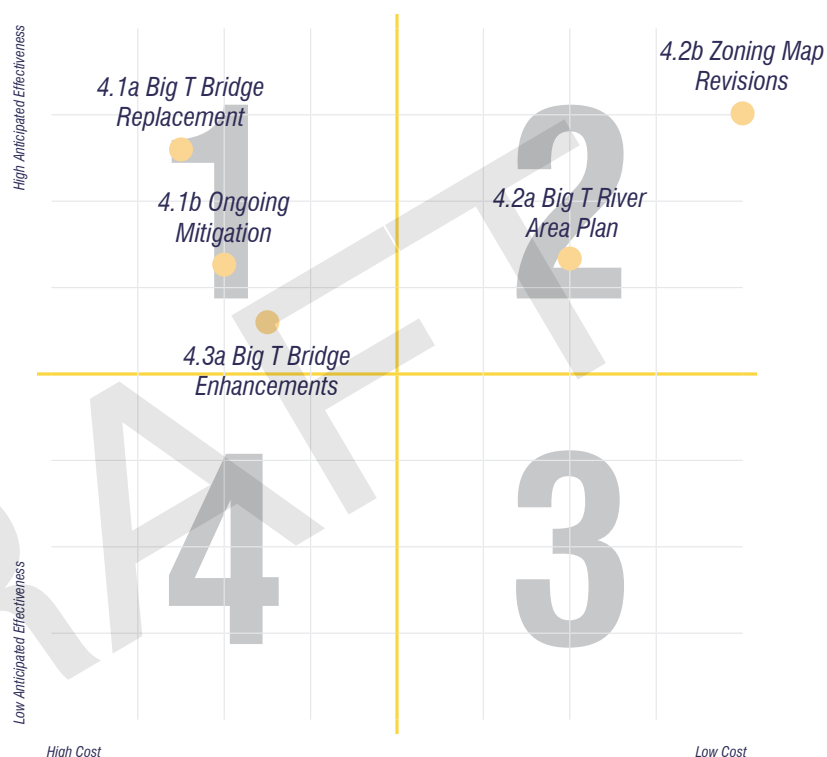 High Anticipated Effectiveness
4.2b Zoning Map
Revisions
4.1a Big T Bridge
Replacement
1
2
4.1b Ongoing
Mitigation
4.2a Big T River
Area Plan
4.3a Big T Bridge
Enhancements
DRAFT
4
3
Low Anticipated Effectiveness
High Cost
Low Cost